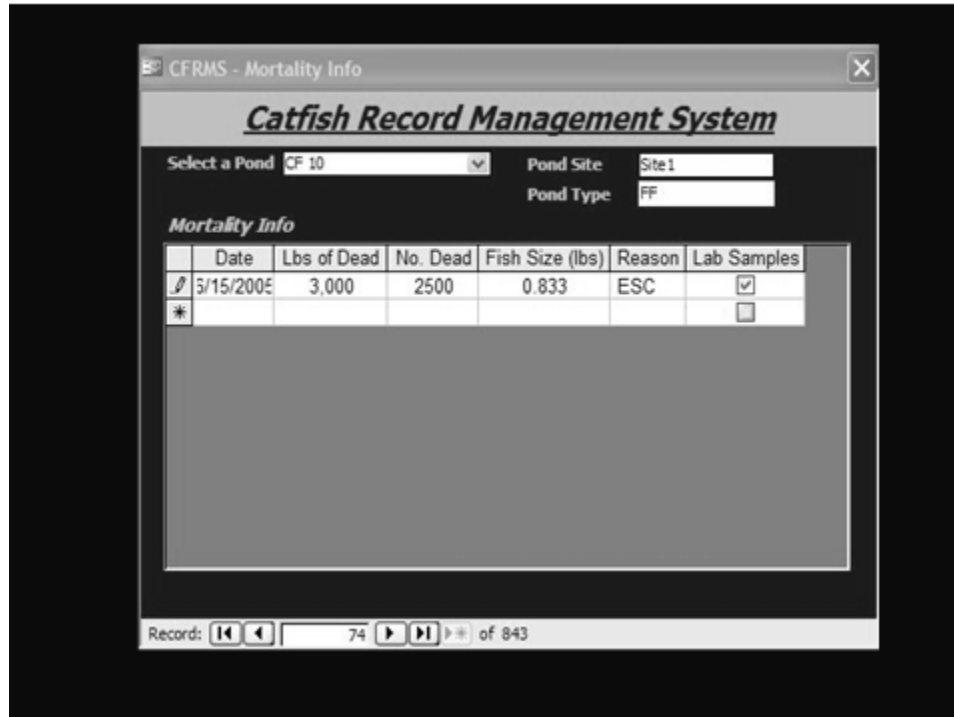 CFRMS - Mortality Info
Catfish Record Management System
Select a Pond CF 10 Pond Site Site1
Pond Type FF
Mortality Info
Date Lbs of Dead No. Dead Fish Size (lbs) Reason Lab Samples
/15/2005 3,000 2500 0.833 ESC
Record: 74 of 843